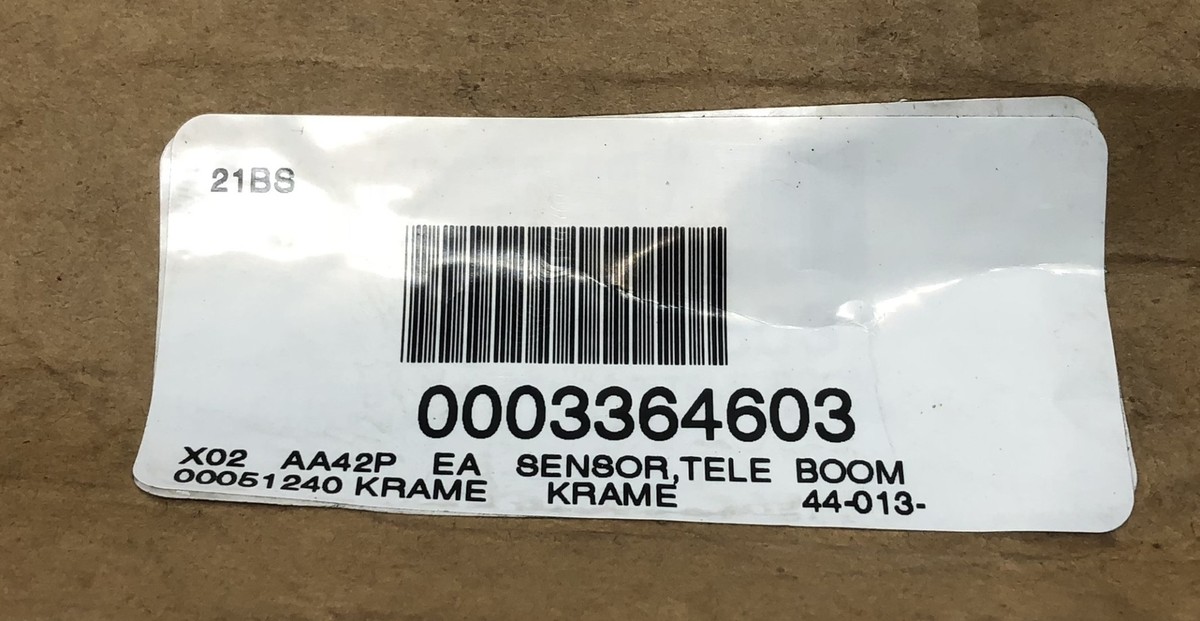 21BS
0003364603
X02 AA42P EA SENSOR,TELE BOOM
00051240 KRAME KRAME 44-013-